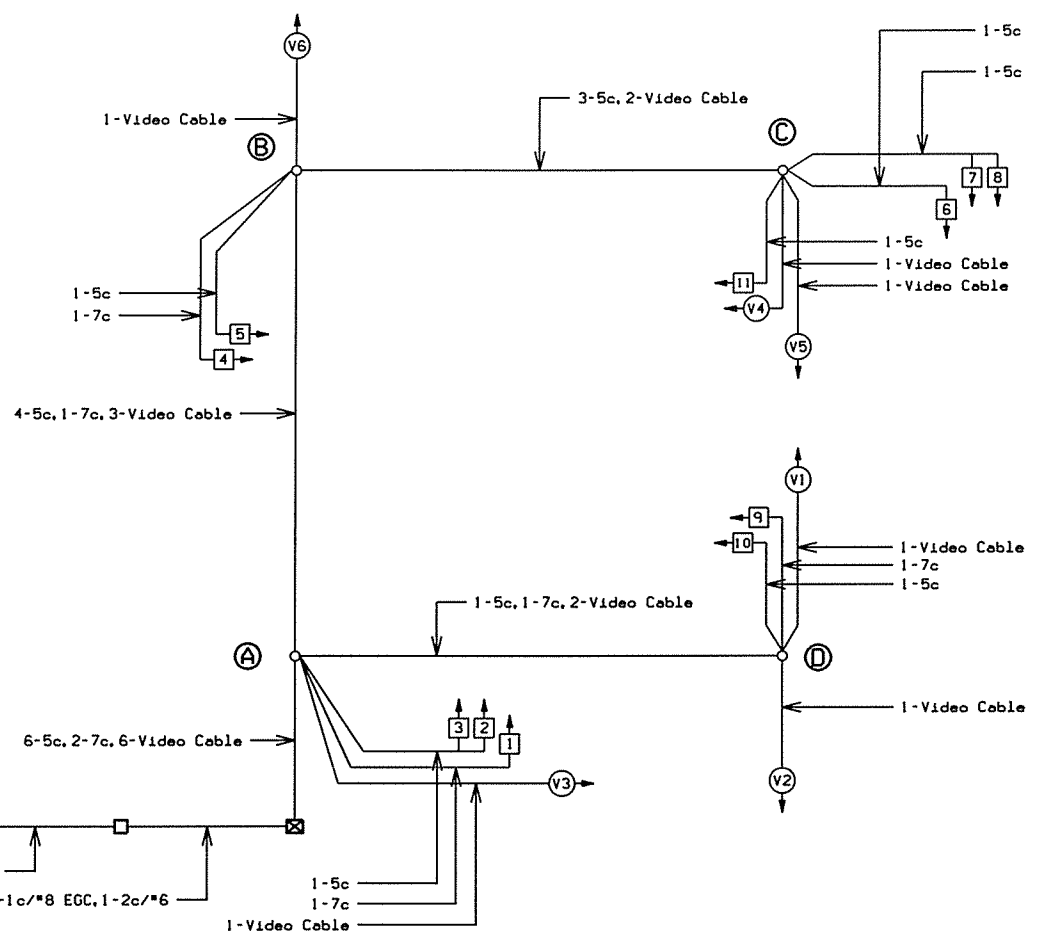 V6
1-5c
1-5c
3-5c,2-Video Cable
1-Video Cable
B
C
7
8
6
1-5c
1-Video Cable
11
1-Video Cable
1-5c
V4
1-7c
5
V5
4
4-5c,1-7c,3-Video Cable
V1
9
10
1-Video Cable
1-7c
1-5c
1-5c,1-7c,2-Video Cable
A
D
1-Video Cable
3
2
1
6-5c,2-7c,6-Video Cable
V3
V2
1-5c
-1c/#8 EGC,1-2c/#6
1-7c
1-Video Cable